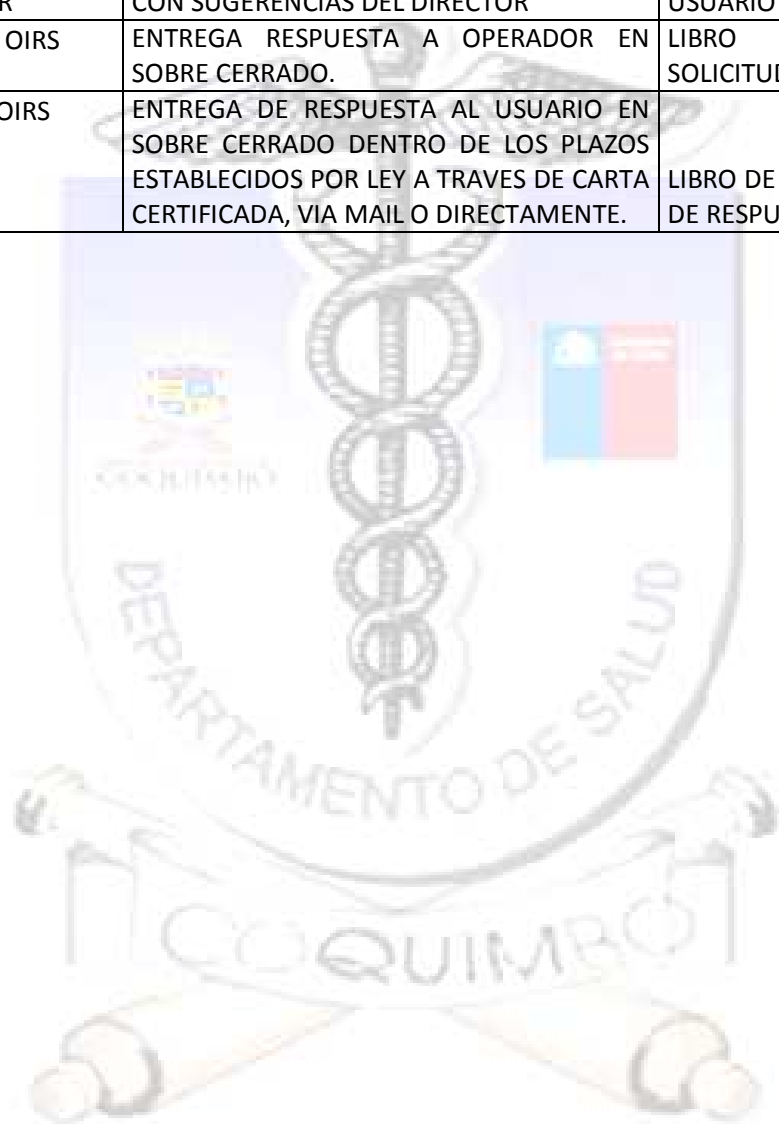 R CON SUGERENCIAS DEL DIRECTOR USUARIO
OIRS ENTREGA RESPUESTA A OPERADOR EN LIBRO
SOBRE CERRADO. SOLICITUD
OIRS ENTREGA DE RESPUESTA AL USUARIO EN
SOBRE CERRADO DENTRO DE LOS PLAZOS
ESTABLECIDOS POR LEY A TRAVES DE CARTA LIBRO DE
CERTIFICADA, VIA MAIL O DIRECTAMENTE. DE RESPU
COQUIMBO
DEPARTAMENTO DE SALUD
COQUIMBO